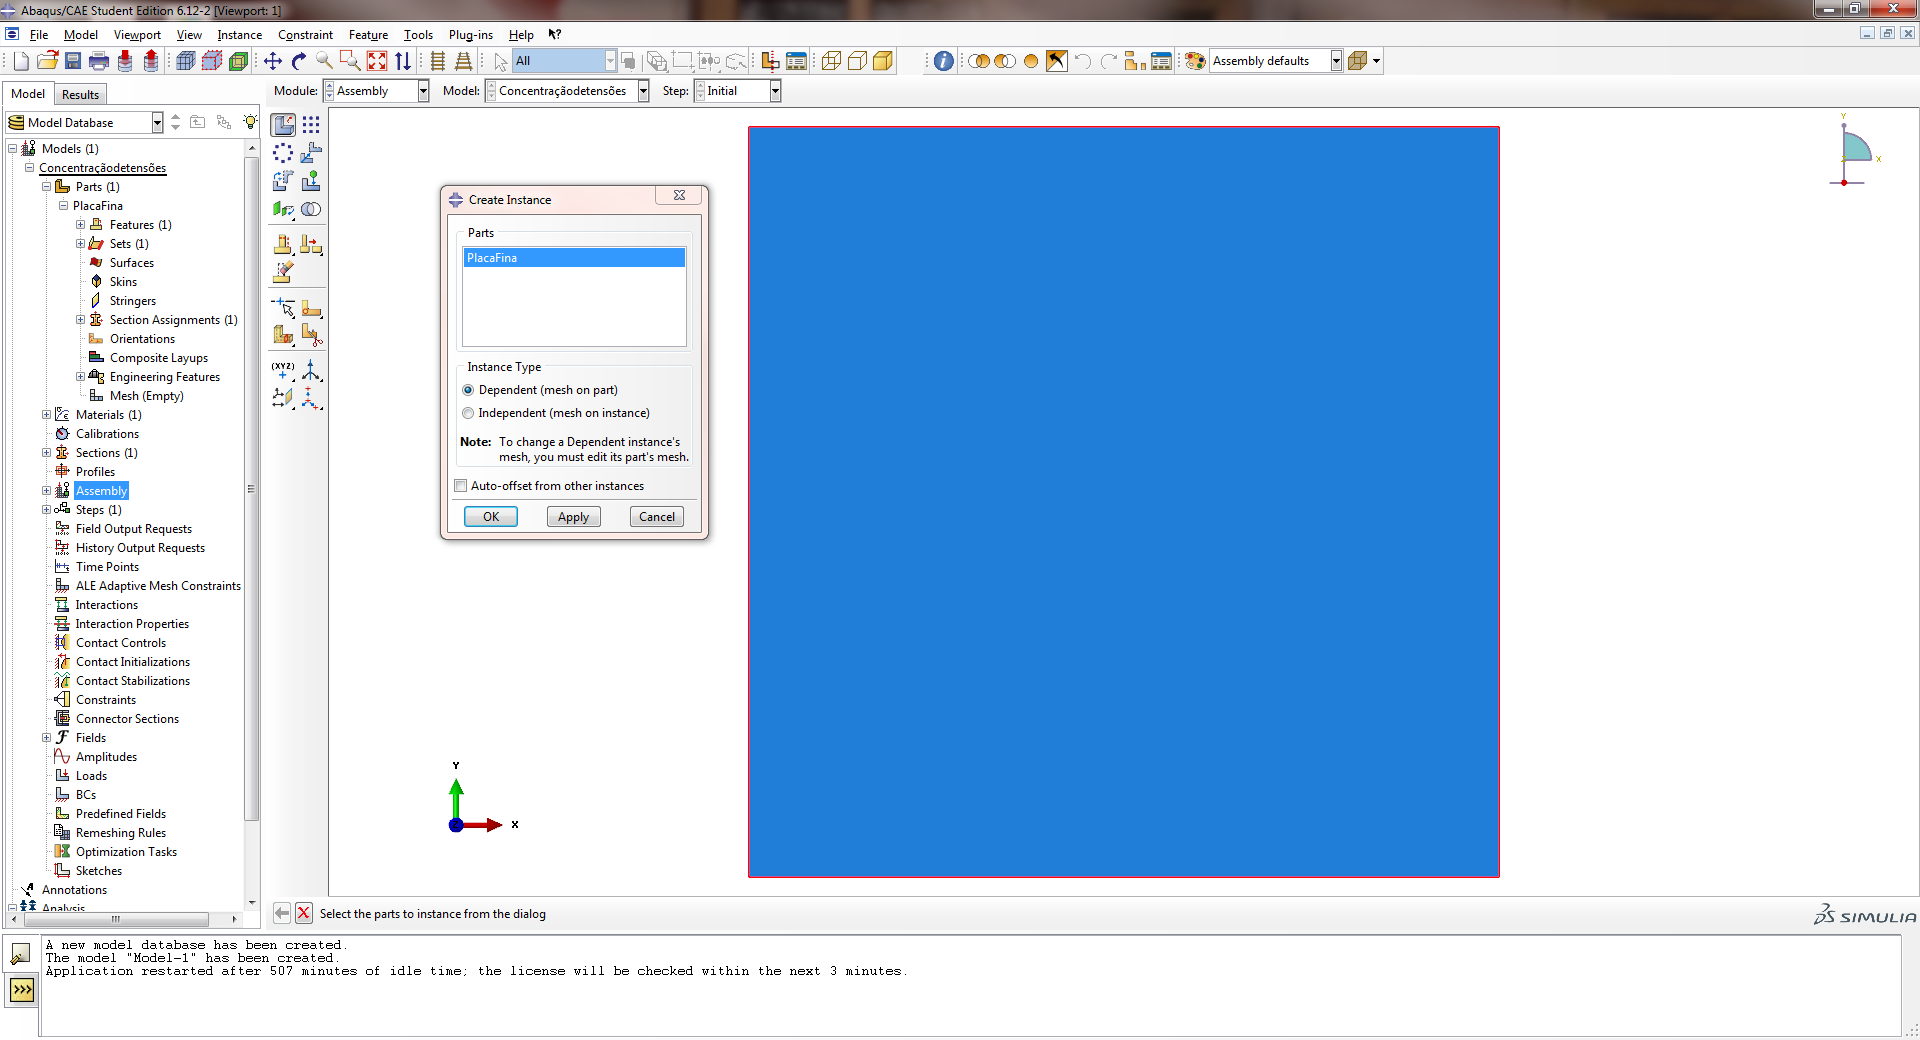 Abaqus/CAE Student Edition 6.12-2 [Viewport: 1]
File Model Viewport View Instance Constraint Feature Tools Plug-ins Help
All
Assembly defaults
Model Results
Module: Assembly Model: Concentraçãodetensões Step: Initial
Model Database
Models (1)
Concentraçãodetensões
Parts (1)
PlacaFina
Features (1)
Sets (1)
Surfaces
Skins
Stringers
Section Assignments (1)
Orientations
Composite Layups
Engineering Features
Mesh (Empty)
Materials (1)
Calibrations
Sections (1)
Profiles
Assembly
Steps (1)
Field Output Requests
History Output Requests
Time Points
ALE Adaptive Mesh Constraints
Interactions
Interaction Properties
Contact Controls
Contact Initializations
Contact Stabilizations
Constraints
Connector Sections
Fields
Amplitudes
Loads
BCs
Predefined Fields
Remeshing Rules
Optimization Tasks
Sketches
Annotations
Analysis
(XYZ)
Create Instance
Parts
PlacaFina
Instance Type
Dependent (mesh on part)
Independent (mesh on instance)
Note: To change a Dependent instance's
mesh, you must edit its part's mesh.
Auto-offset from other instances
OK Apply Cancel
Y
X
Y
X
Select the parts to instance from the dialog
SIMULIA
A new model database has been created.
The model "Model-1" has been created.
Application restarted after 507 minutes of idle time; the license will be checked within the next 3 minutes.
>>>